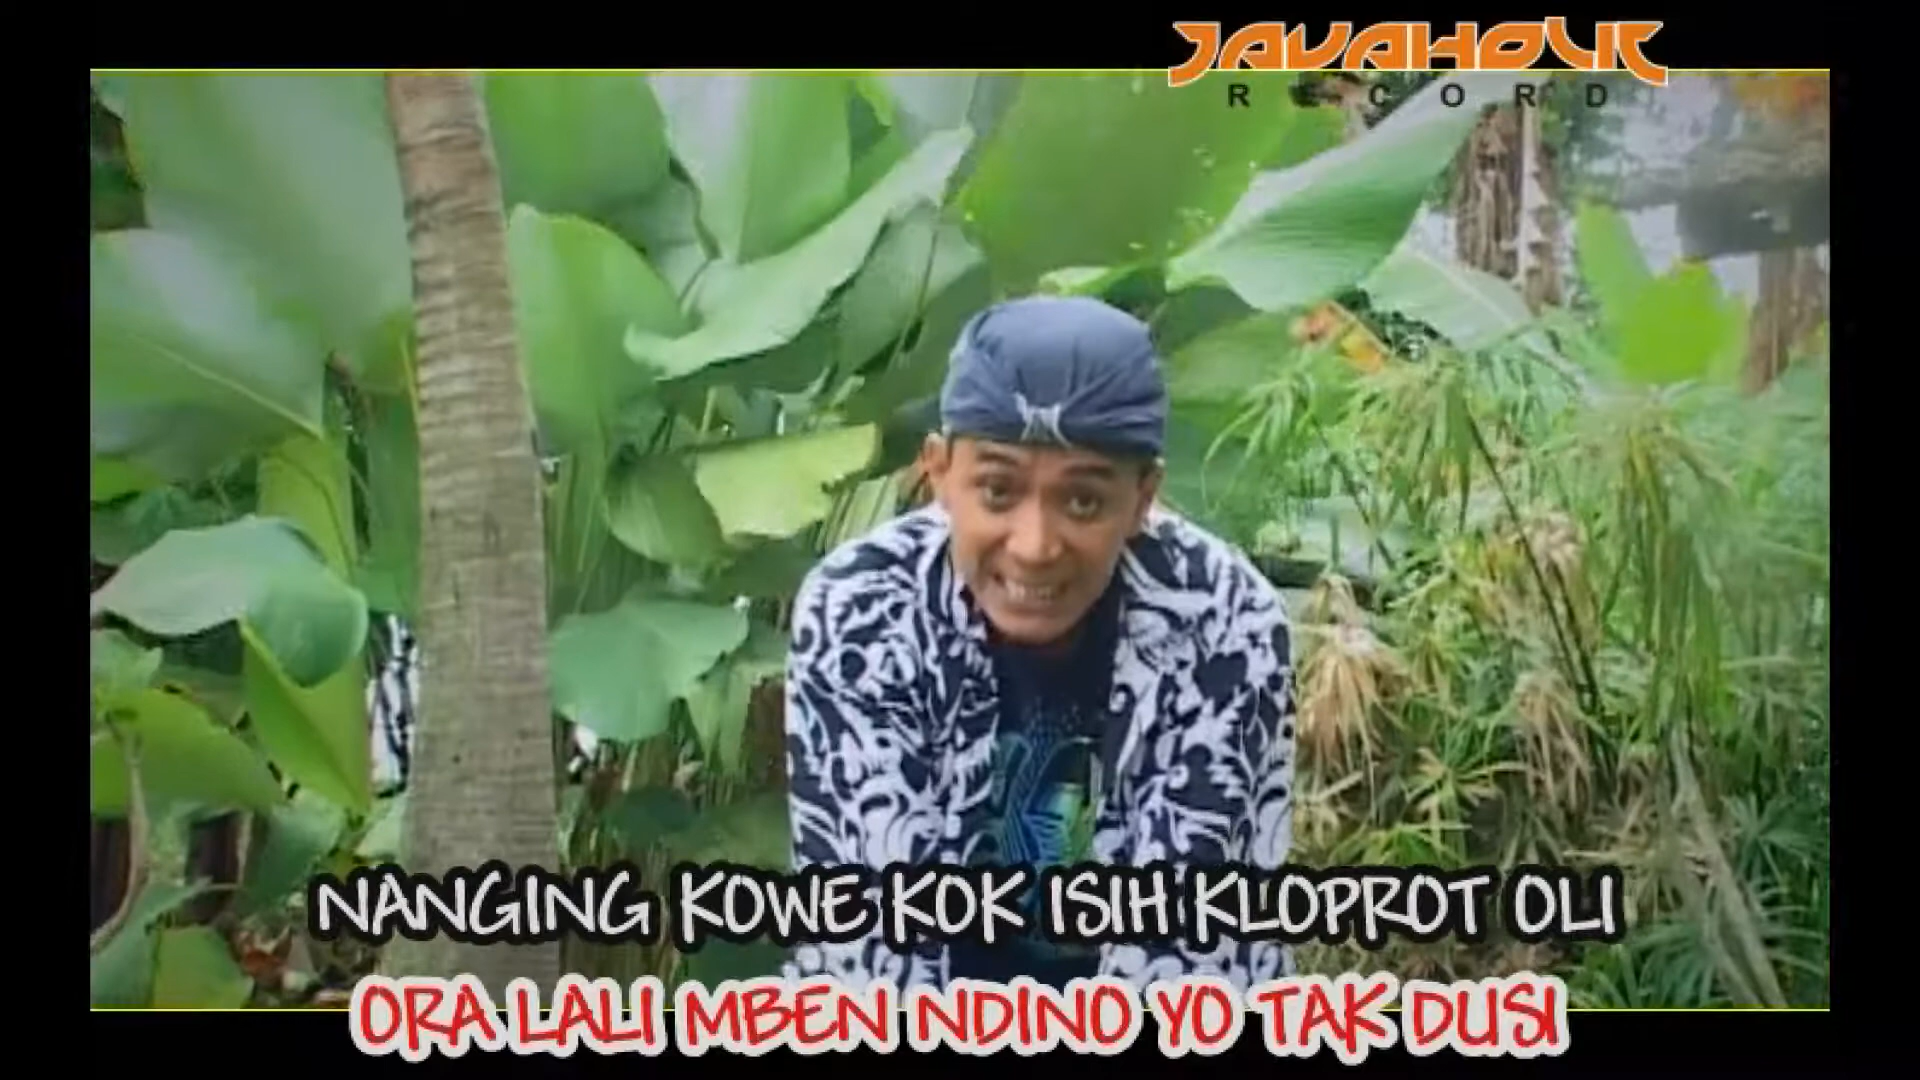 JAVAHOLIC
RECORD
NANGING KOWE KOK ISIH KLOPROT OLI
ORA LALI MBEN NDINO YO TAK DUSI